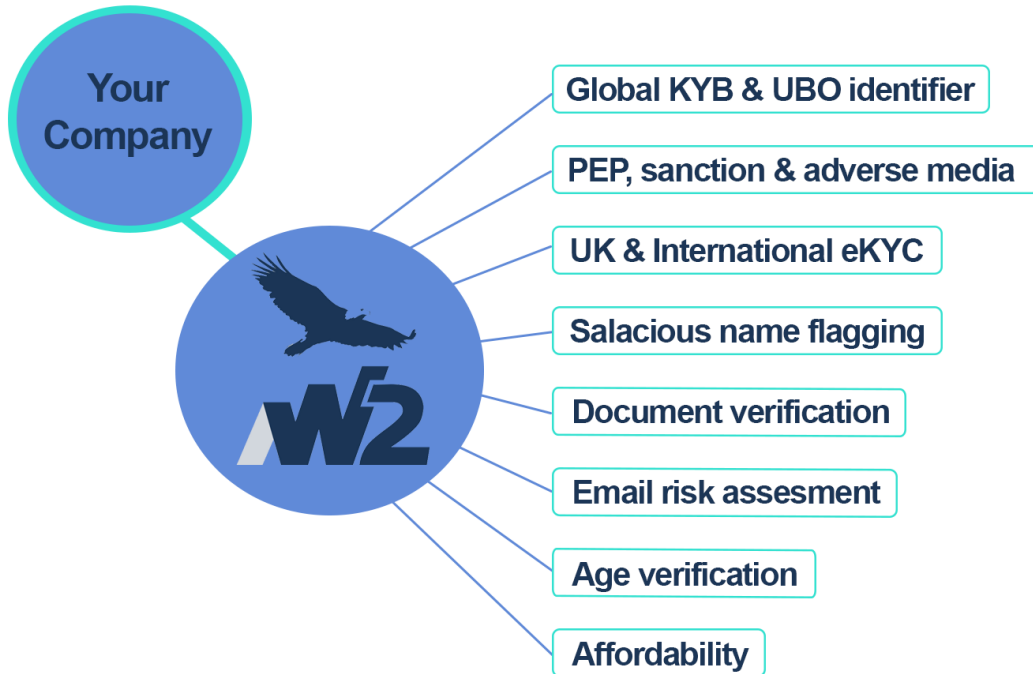 Your
Company
W2
Global KYB & UBO identifier
PEP, sanction & adverse media
UK & International eKYC
Salacious name flagging
Document verification
Email risk assesment
Age verification
Affordability